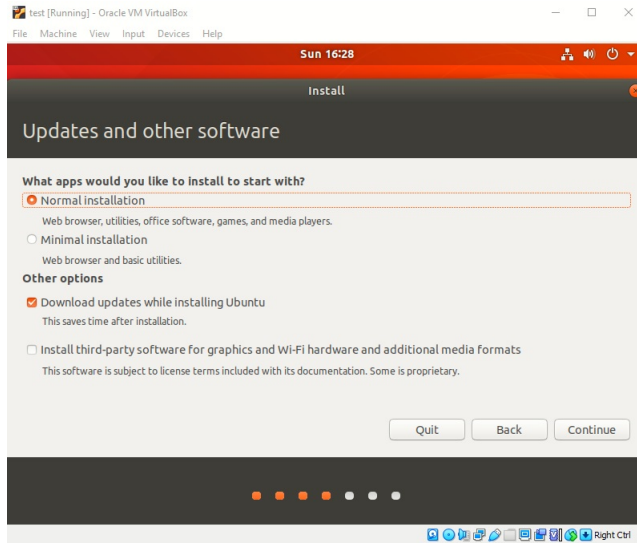 test [Running] - Oracle VM VirtualBox
File Machine View Input Devices Help
Sun 16:28
Install
Updates and other software
What apps would you like to install to start with?
Normal installation
Web browser, utilities, office software, games, and media players.
Minimal installation
Web browser and basic utilities.
Other options
Download updates while installing Ubuntu
This saves time after installation.
Install third-party software for graphics and Wi-Fi hardware and additional media formats
This software is subject to license terms included with its documentation. Some is proprietary.
Quit Back Continue
Right Ctrl